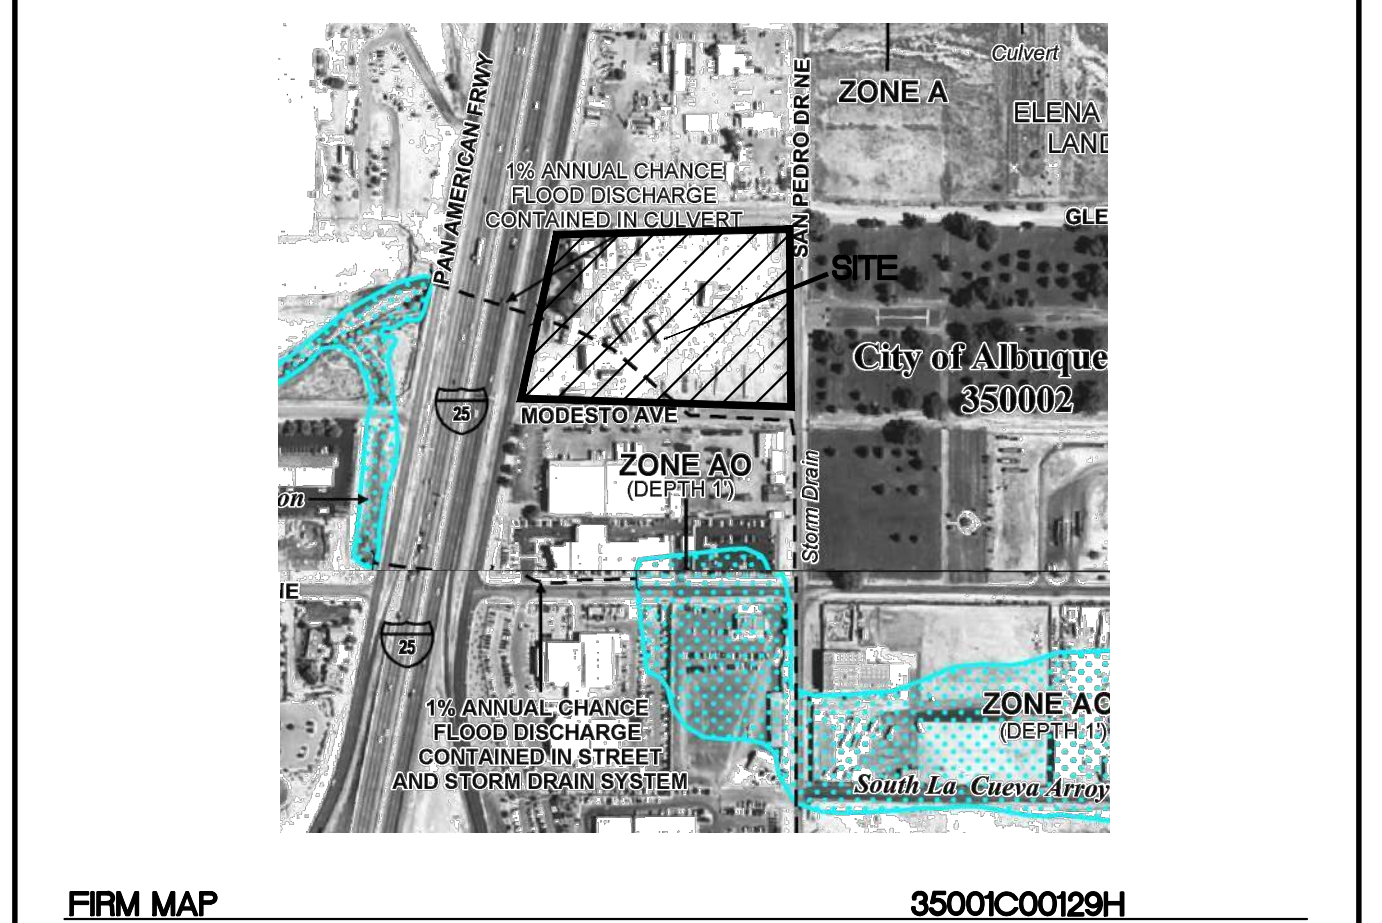 Culvert
ZONE A
ELENA
LAND
PAN AMERICAN FRWY
SAN PEDRO DR NE
1% ANNUAL CHANCE
FLOOD DISCHARGE
CONTAINED IN CULVERT
GLE
SITE
City of Albuque
350002
25
MODESTO AVE
ZONE AO
(DEPTH 1')
Storm Drain
on
NE
25
1% ANNUAL CHANCE
FLOOD DISCHARGE
CONTAINED IN STREET
AND STORM DRAIN SYSTEM
ZONE AO
(DEPTH 1')
South La Cueva Arroy
FIRM MAP
35001C00129H